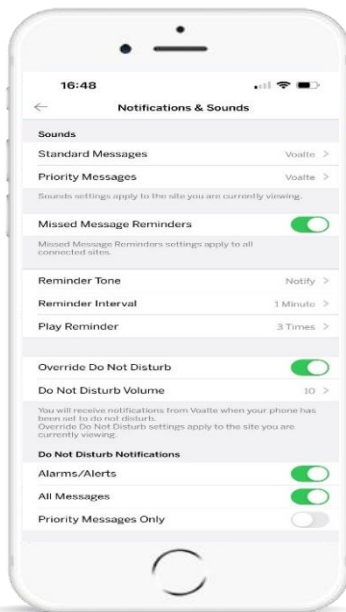 16:48
Notifications & Sounds
Sounds
Standard Messages Voalte >
Priority Messages Voalte >
Sounds settings apply to the site you are currently viewing.
Missed Message Reminders
Missed Message Reminders settings apply to all
connected sites.
Reminder Tone Notify >
Reminder Interval 1 Minute >
Play Reminder 3 Times >
Override Do Not Disturb
Do Not Disturb Volume 10 >
You will receive notifications from Voalte when your phone has
been set to do not disturb.
Override Do Not Disturb settings apply to the site you are
currently viewing.
Do Not Disturb Notifications
Alarms/Alerts
All Messages
Priority Messages Only